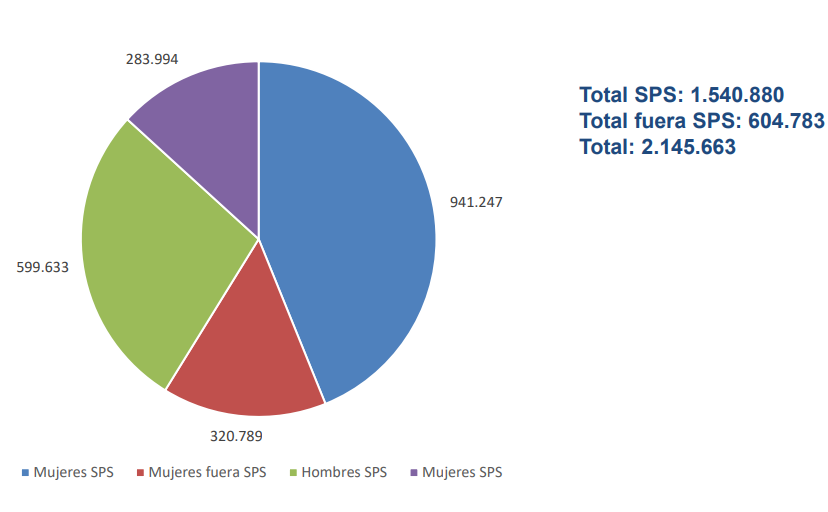 283.994
Total SPS: 1.540.880
Total fuera SPS: 604.783
Total: 2.145.663
941.247
599.633
320.789
Mujeres SPS Mujeres fuera SPS Hombres SPS Mujeres SPS